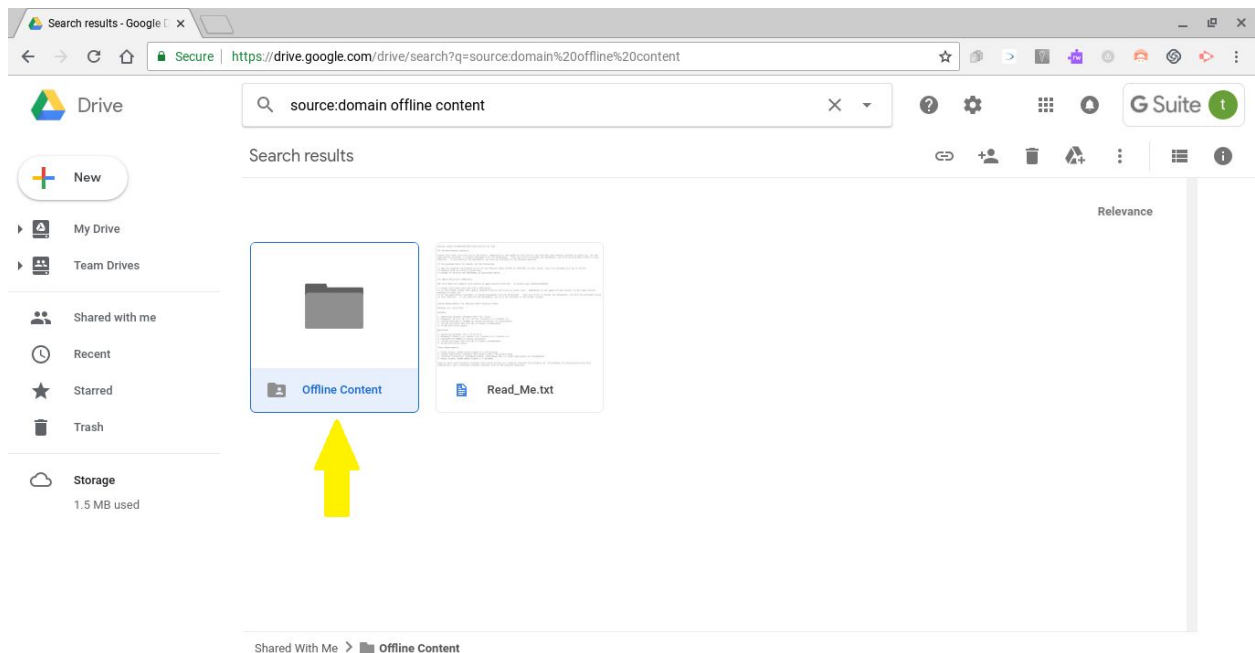 Search results - Google D
Secure
https://drive.google.com/drive/search?q=source:domain%20offline%20content
rw
Drive
source:domain offline content
G Suite
t
Search results
New
Relevance
My Drive
Team Drives
Shared with me
Recent
Starred
Trash
Storage
1.5 MB used
Offline Content
Read_Me.txt
Shared With Me
Offline Content